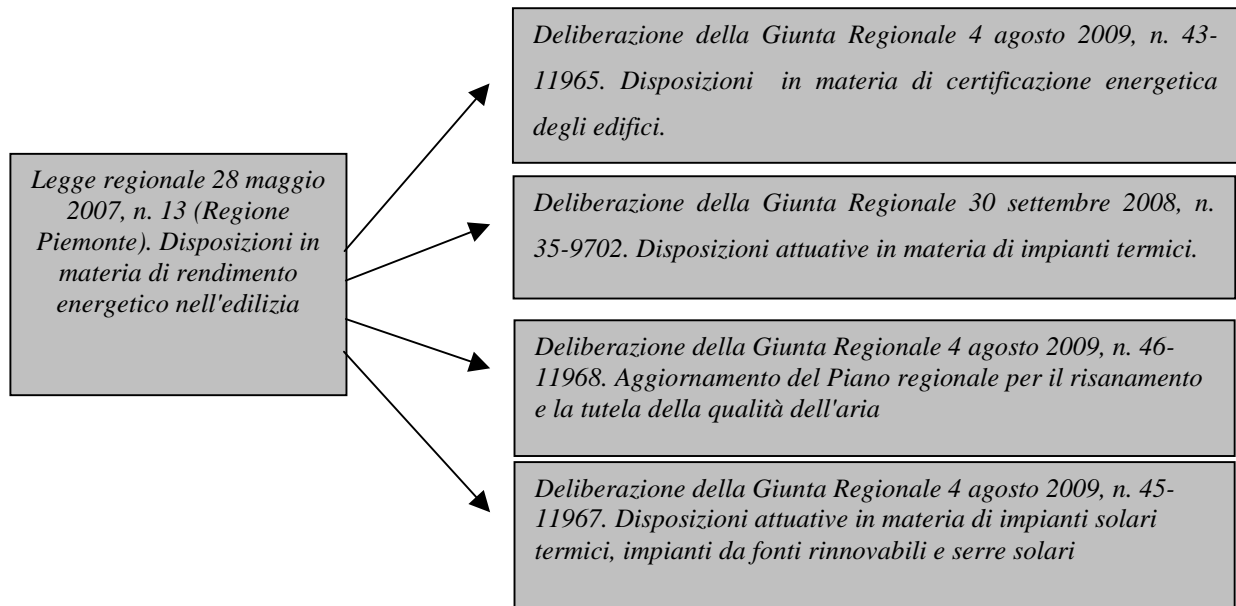 Legge regionale 28 maggio
2007, n. 13 (Regione
Piemonte). Disposizioni in
materia di rendimento
energetico nell'edilizia
Deliberazione della Giunta Regionale 4 agosto 2009, n. 43-
11965. Disposizioni in materia di certificazione energetica
degli edifici.
Deliberazione della Giunta Regionale 30 settembre 2008, n.
35-9702. Disposizioni attuative in materia di impianti termici.
Deliberazione della Giunta Regionale 4 agosto 2009, n. 46-
11968. Aggiornamento del Piano regionale per il risanamento
e la tutela della qualità dell'aria
Deliberazione della Giunta Regionale 4 agosto 2009, n. 45-
11967. Disposizioni attuative in materia di impianti solari
termici, impianti da fonti rinnovabili e serre solari